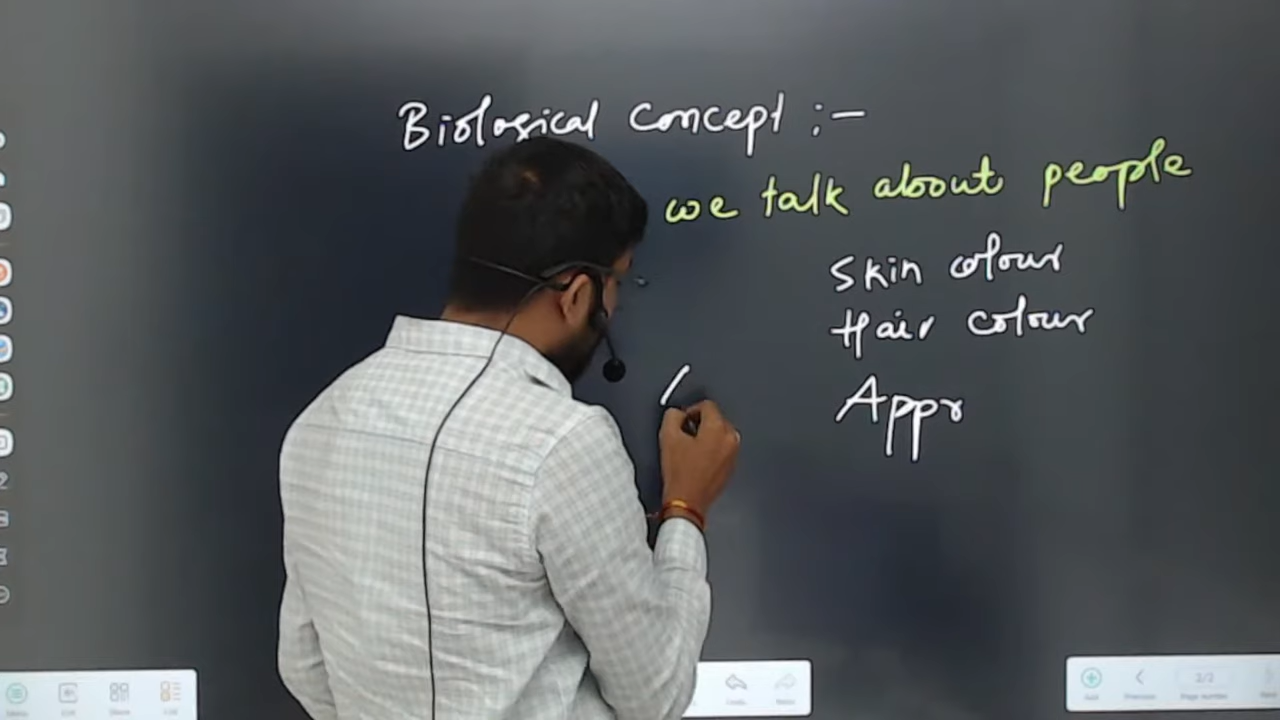 Biological concept :-
we talk about people
Skin colour
Hair colour
Appr